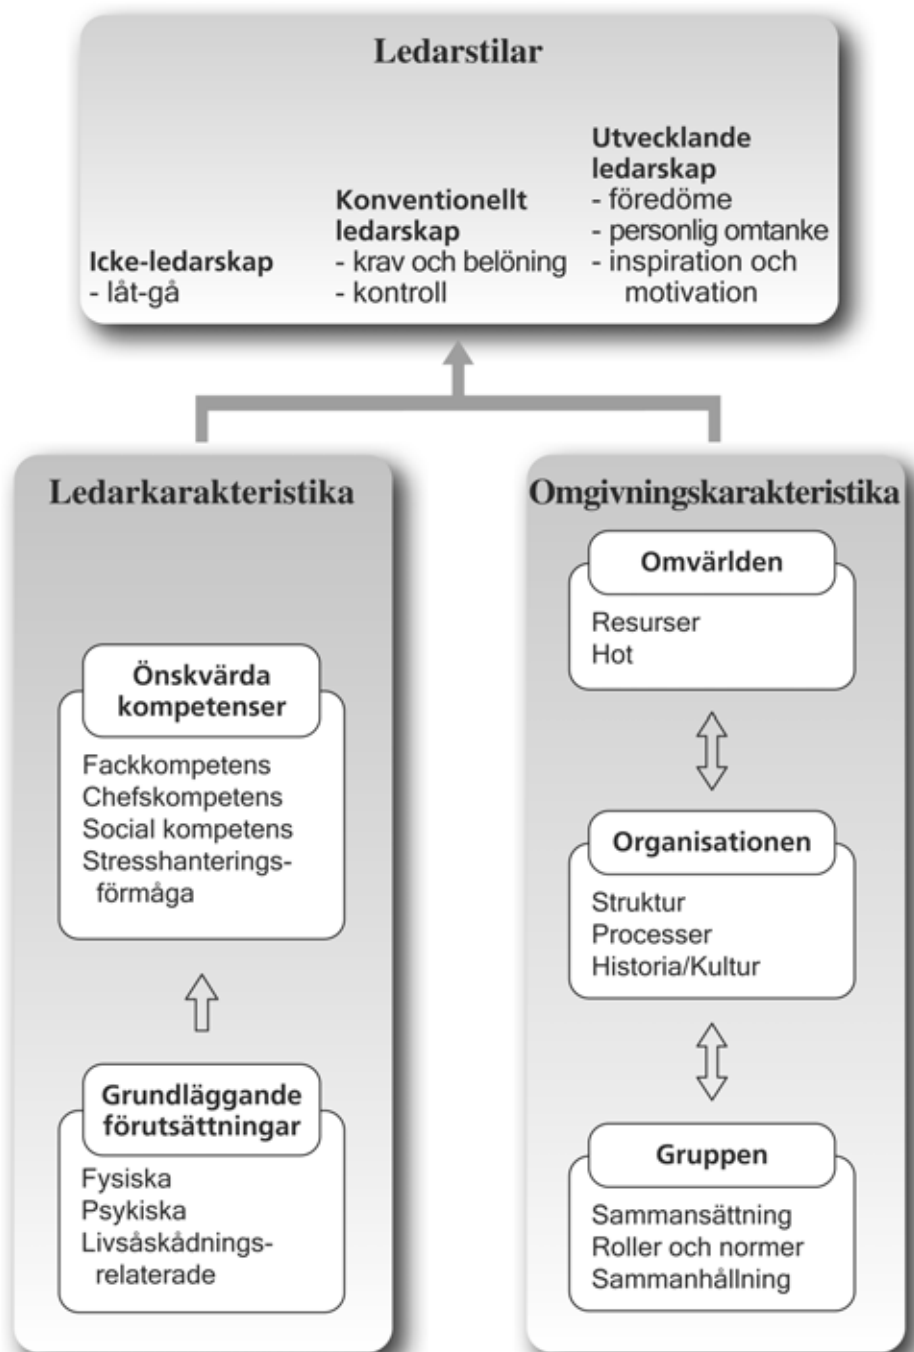 Ledarstilar
Icke-ledarskap
- låt-gå
Konventionellt
ledarskap
- krav och belöning
- kontroll
Utvecklande
ledarskap
- föredöme
- personlig omtanke
- inspiration och
motivation
Ledarkarakteristika
Önskvärda
kompetenser
Fackkompetens
Chefskompetens
Social kompetens
Stresshanterings-
förmåga
Grundläggande
förutsättningar
Fysiska
Psykiska
Livsåskådnings-
relaterade
Omgivningskarakteristika
Omvärlden
Resurser
Hot
Organisationen
Struktur
Processer
Historia/Kultur
Gruppen
Sammansättning
Roller och normer
Sammanhållning